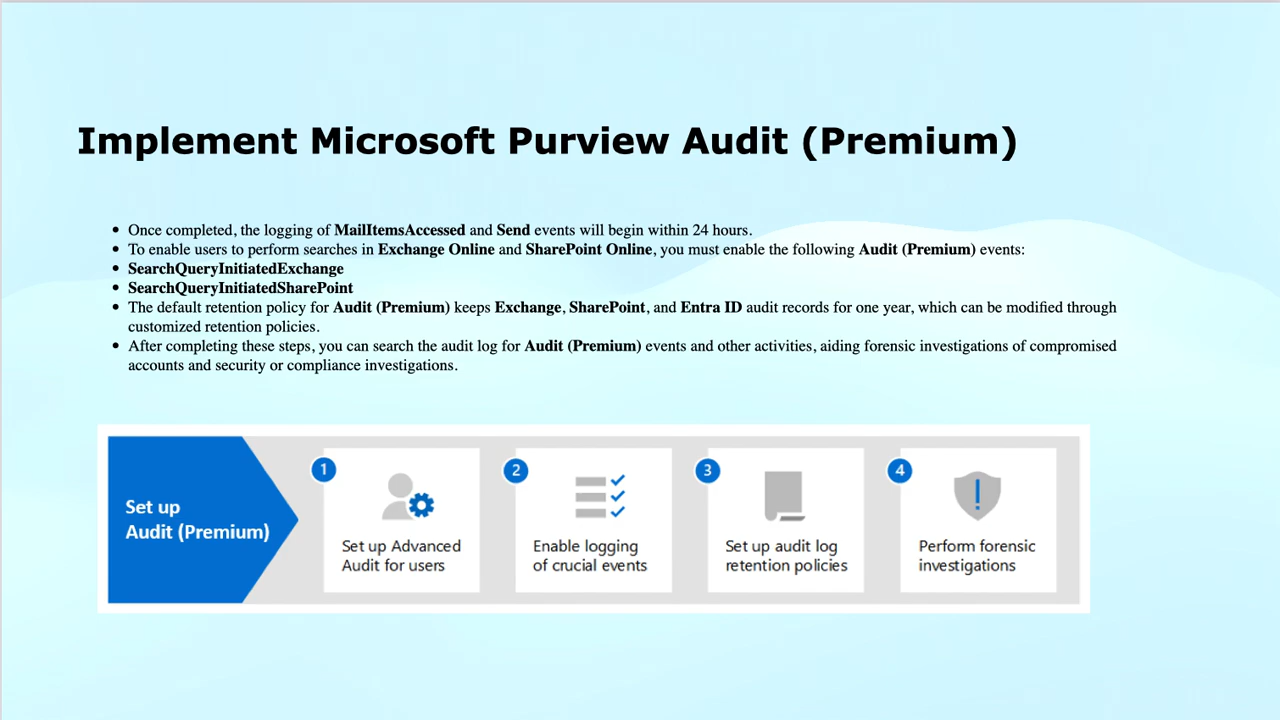 Implement Microsoft Purview Audit (Premium)
• Once completed, the logging of MailItemsAccessed and Send events will begin within 24 hours.
• To enable users to perform searches in Exchange Online and SharePoint Online, you must enable the following Audit (Premium) events:
• SearchQueryInitiatedExchange
• SearchQueryInitiatedSharePoint
• The default retention policy for Audit (Premium) keeps Exchange, SharePoint, and Entra ID audit records for one year, which can be modified through
customized retention policies.
• After completing these steps, you can search the audit log for Audit (Premium) events and other activities, aiding forensic investigations of compromised
accounts and security or compliance investigations.
Set up
Audit (Premium)
1
Set up Advanced
Audit for users
2
Enable logging
of crucial events
3
Set up audit log
retention policies
4
Perform forensic
investigations